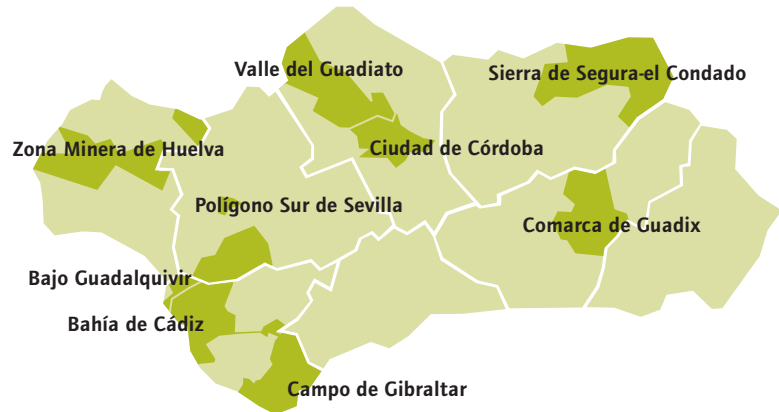 Valle del Guadiato
Sierra de Segura-el Condado
Zona Minera de Huelva
Ciudad de Córdoba
Polígono Sur de Sevilla
Comarca de Guadix
Bajo Guadalquivir
Bahía de Cádiz
Campo de Gibraltar